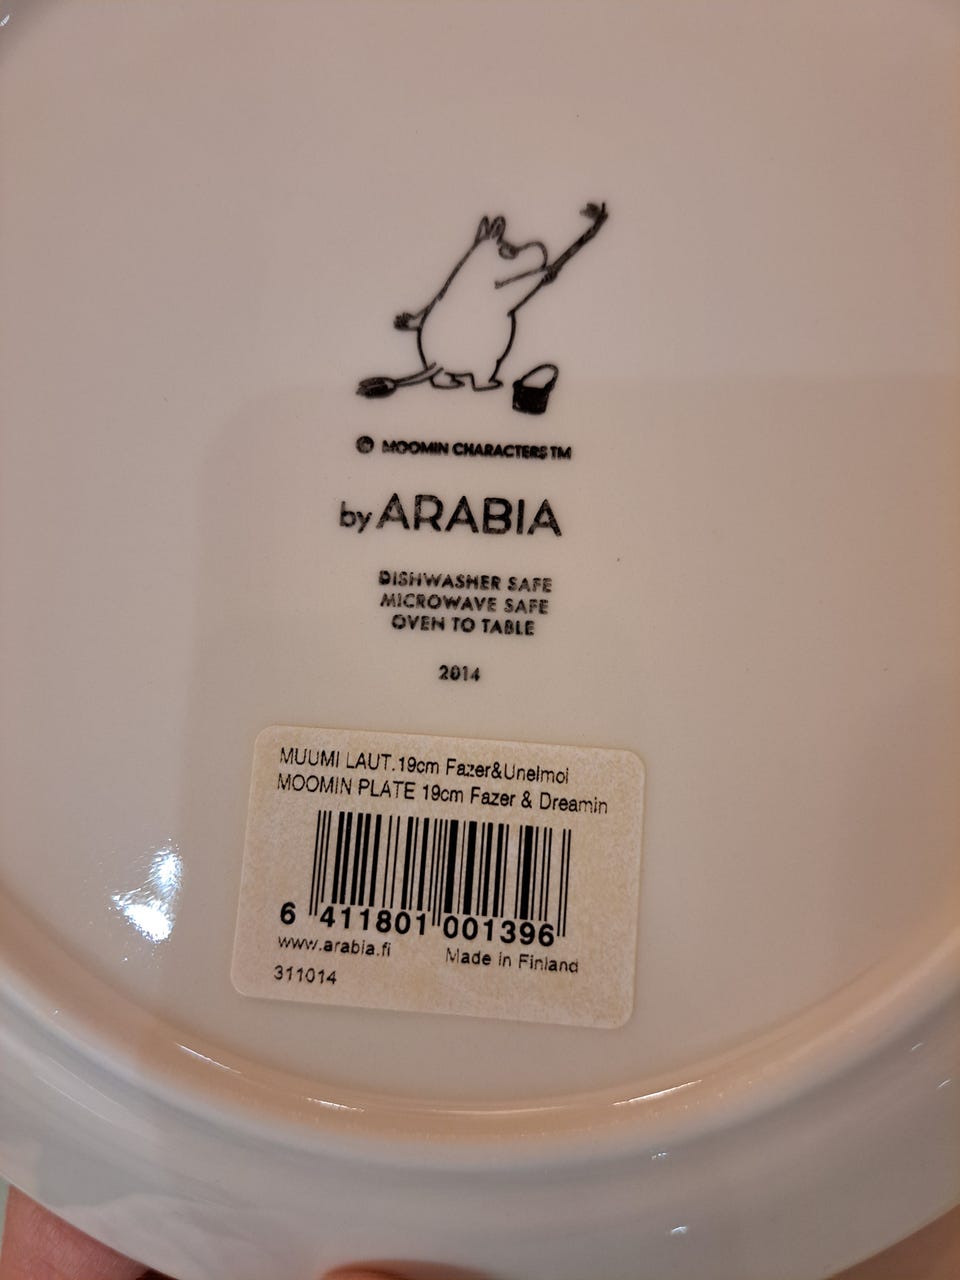 © MOOMIN CHARACTERS TM
by ARABIA
DISHWASHER SAFE
MICROWAVE SAFE
OVEN TO TABLE
2014
MUUMI LAUT.19cm Fazer&Unelmoi
MOOMIN PLATE 19cm Fazer & Dreamin
6 411801 001396
www.arabia.fi Made in Finland
311014